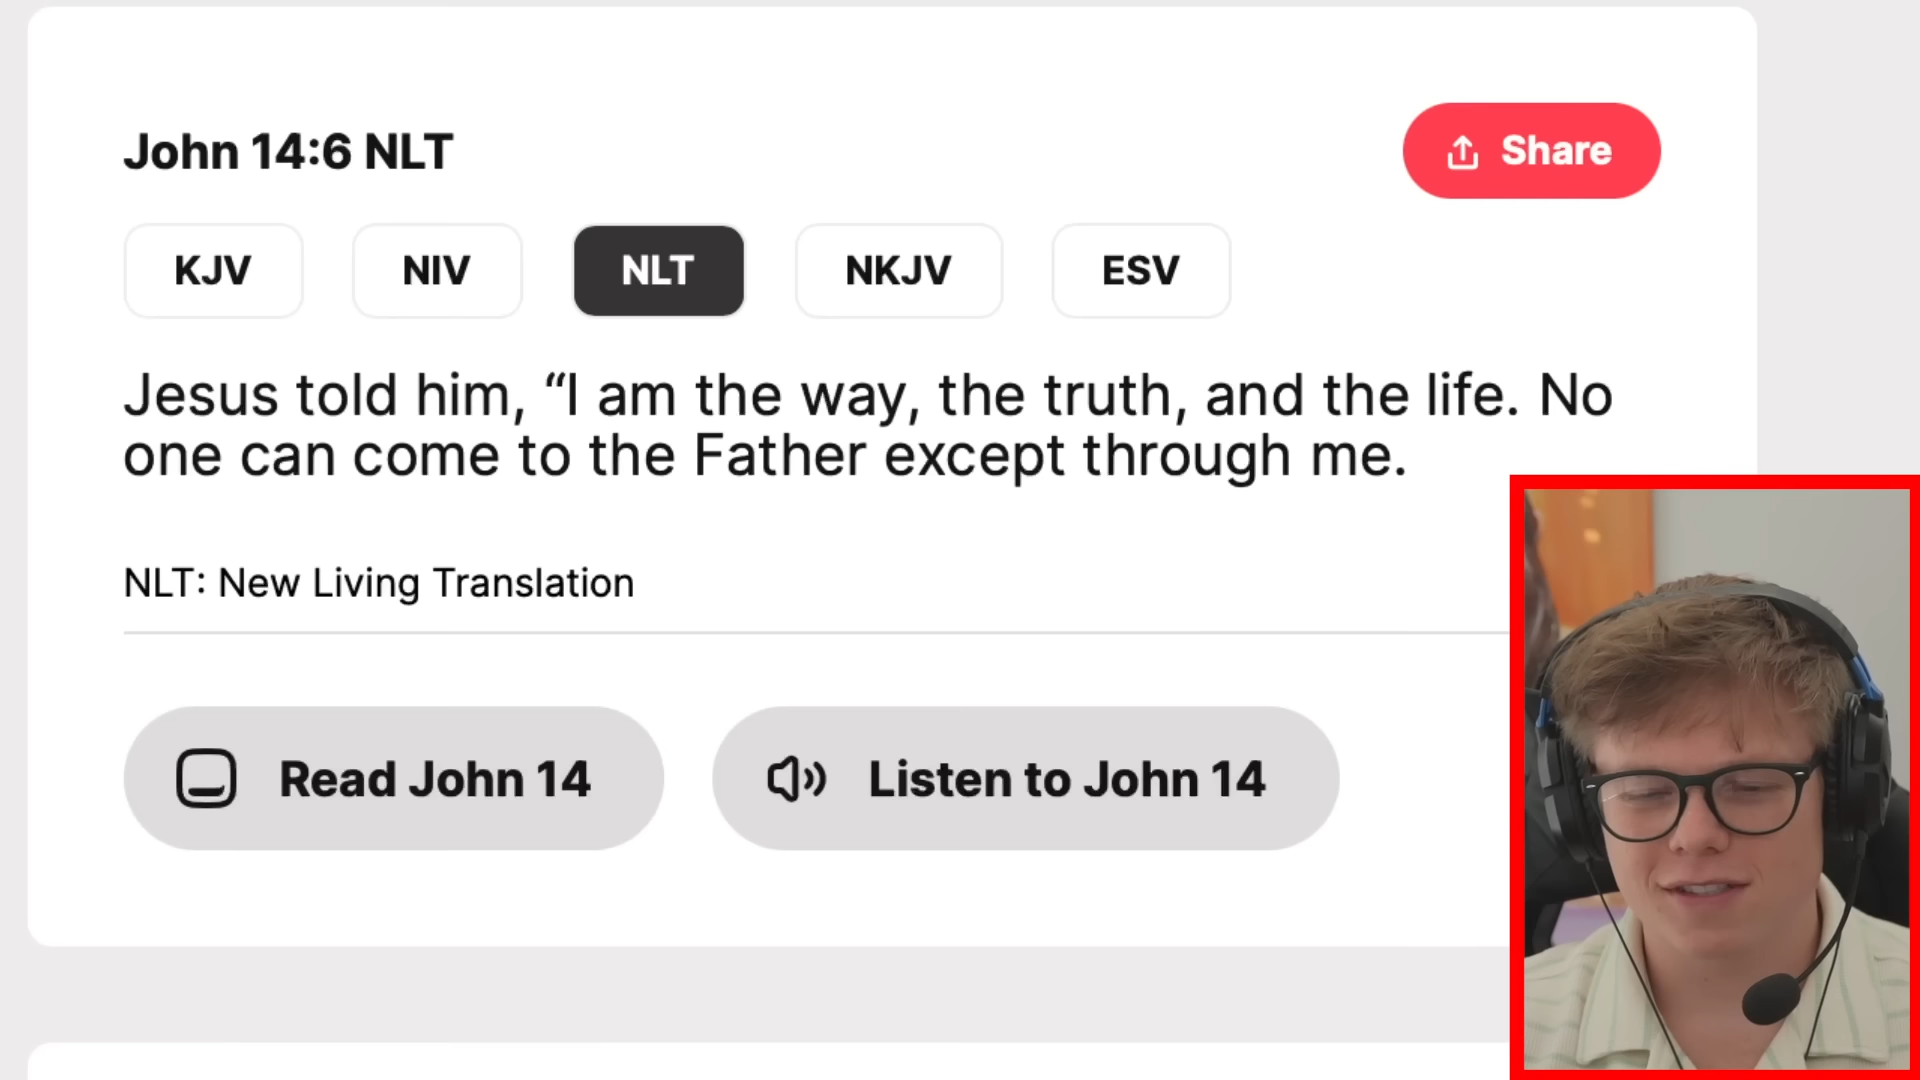 John 14:6 NLT
Share
KJV
NIV
NLT
NKJV
ESV
Jesus told him, “I am the way, the truth, and the life. No
one can come to the Father except through me.
NLT: New Living Translation
Read John 14
Listen to John 14